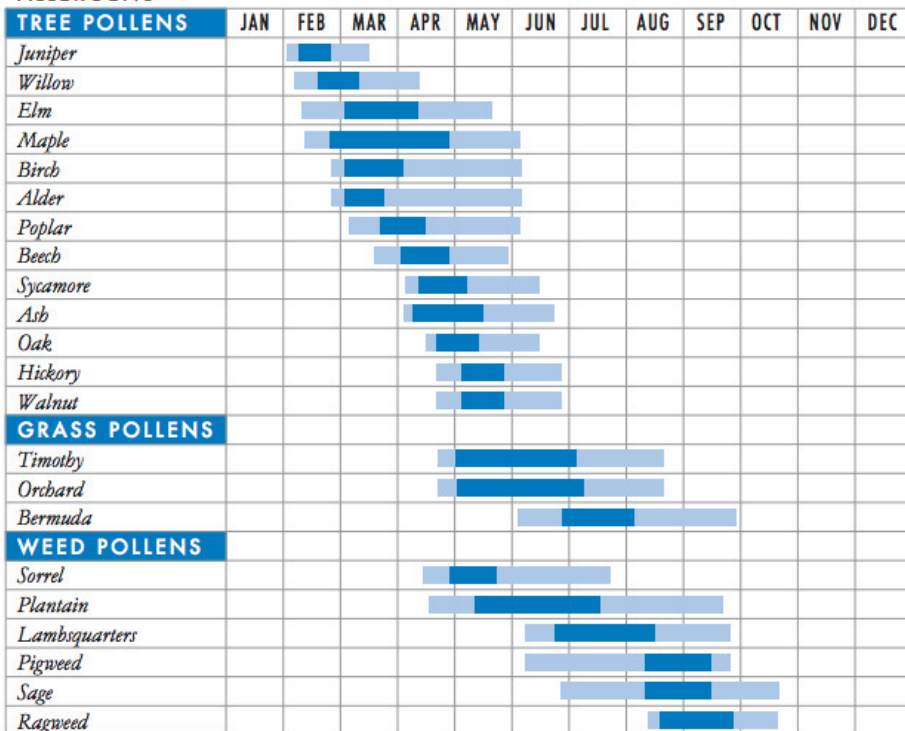 TREE POLLENS JAN FEB MAR APR MAY JUN JUL AUG SEP OCT NOV DEC
Juniper
Willow
Elm
Maple
Birch
Alder
Poplar
Beech
Sycamore
Ash
Oak
Hickory
Walnut
GRASS POLLENS
Timothy
Orchard
Bermuda
WEED POLLENS
Sorrel
Plantain
Lambsquarters
Pigweed
Sage
Ragweed